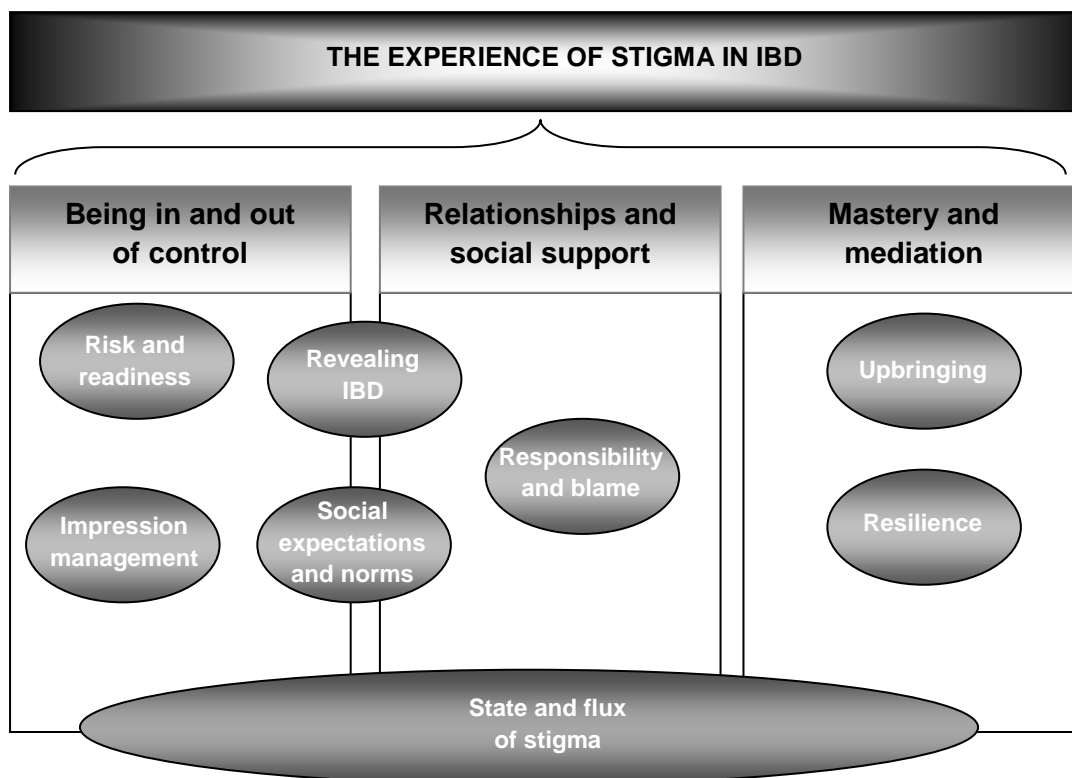 THE EXPERIENCE OF STIGMA IN IBD
Being in and out
of control
Relationships and
social support
Mastery and
mediation
Risk and
readiness
Revealing
IBD
Upbringing
Responsibility
and blame
Impression
management
Social
expectations
and norms
Resilience
State and flux
of stigma